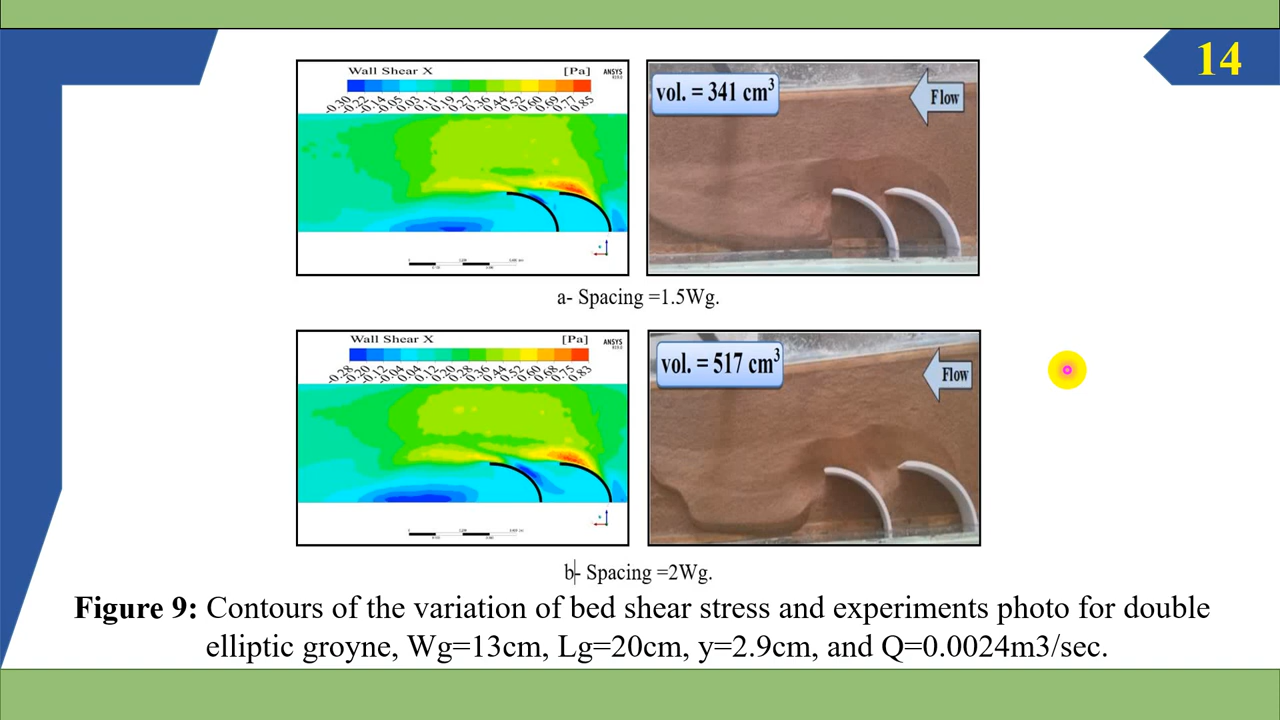 14
Wall Shear X [Pa] ANSYS
-0.30 -0.22 -0.14 -0.05 0.03 0.11 0.19 0.27 0.36 0.44 0.52 0.60 0.69 0.77 0.85
vol. = 341 cm³
Flow
a- Spacing =1.5Wg.
Wall Shear X [Pa] ANSYS
-0.28 -0.20 -0.12 -0.04 0.04 0.12 0.20 0.28 0.36 0.44 0.52 0.60 0.68 0.75 0.83
vol. = 517 cm³
Flow
b- Spacing =2Wg.
Figure 9: Contours of the variation of bed shear stress and experiments photo for double
elliptic groyne, Wg=13cm, Lg=20cm, y=2.9cm, and Q=0.0024m3/sec.